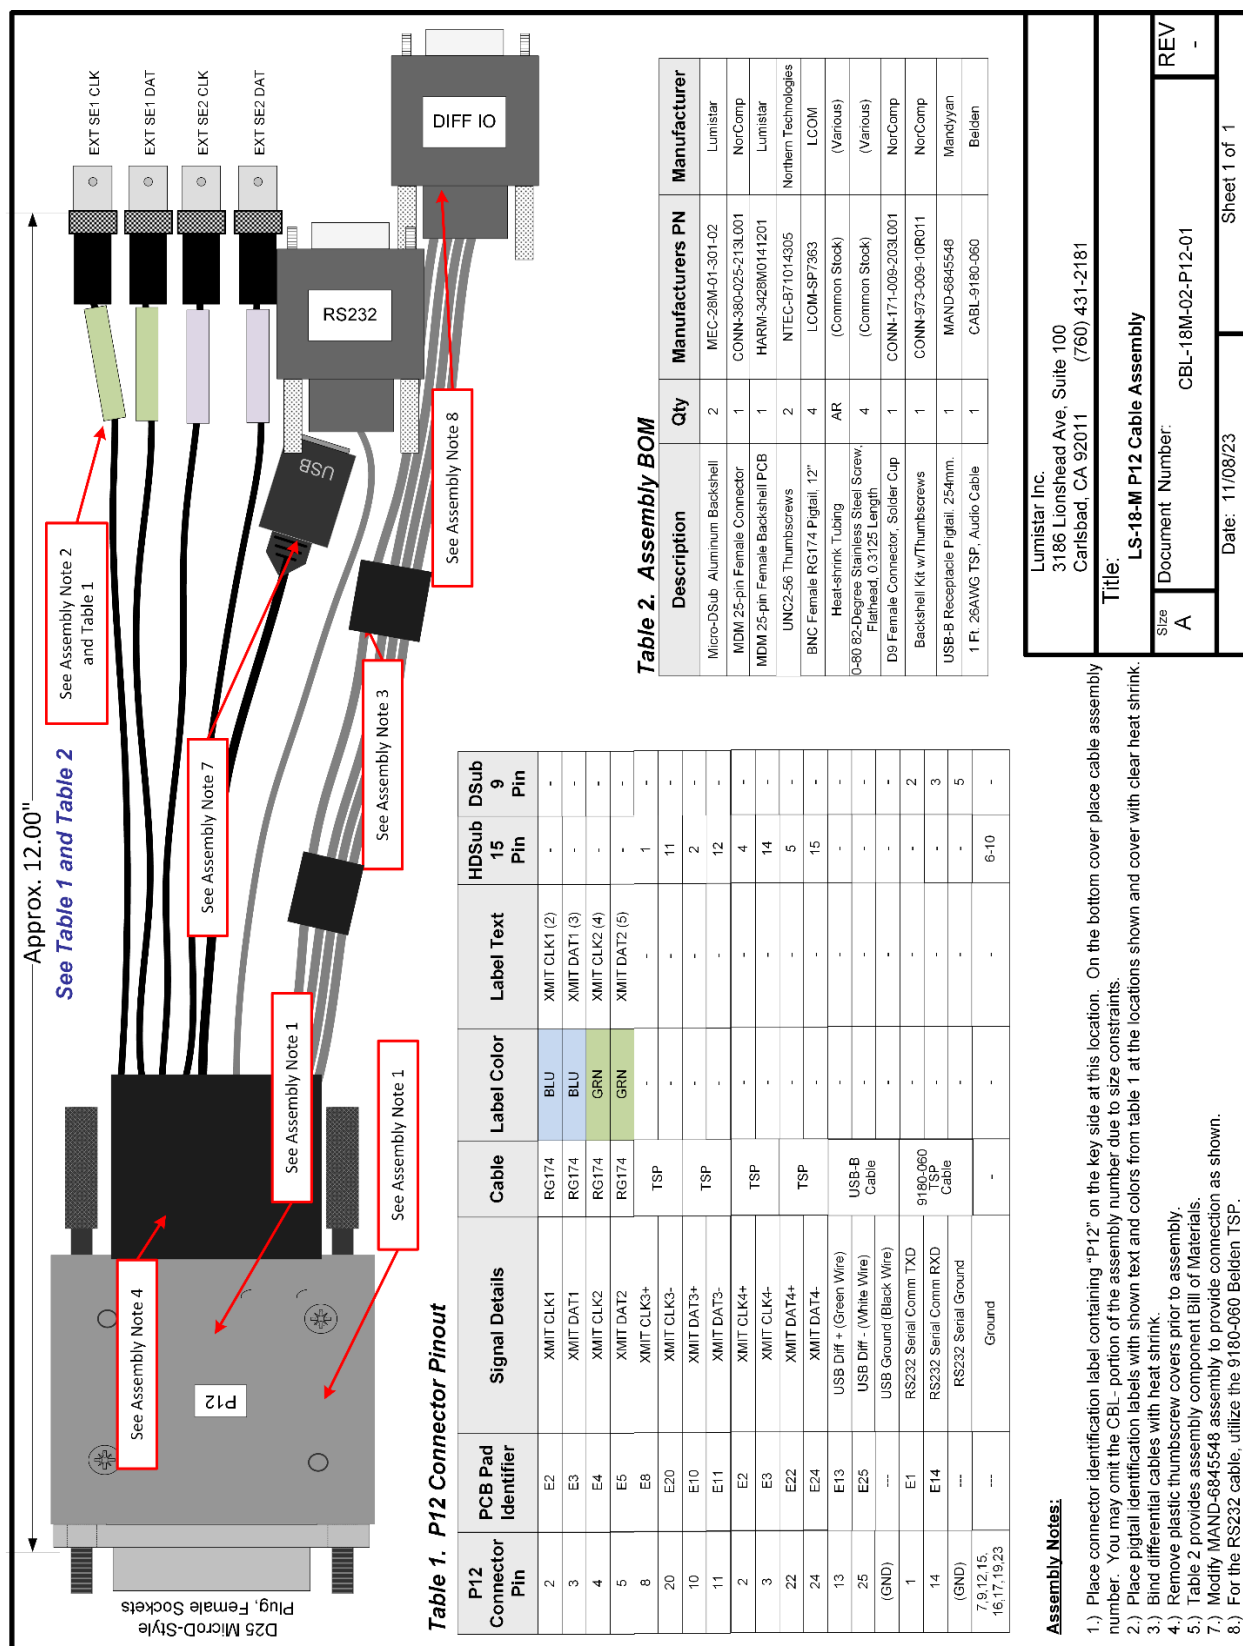 Approx. 12.00"
See Table 1 and Table 2
EXT SE1 CLK
EXT SE1 DAT
EXT SE2 CLK
EXT SE2 DAT
DIFF IO
RS232
USB
P12
D25 MicroD-Style
Plug, Female Sockets
See Assembly Note 4
See Assembly Note 1
See Assembly Note 1
See Assembly Note 7
See Assembly Note 3
See Assembly Note 2
and Table 1
See Assembly Note 8
Table 1. P12 Connector Pinout
P12 Connector Pin | PCB Pad Identifier | Signal Details | Cable | Label Color | Label Text | HDSub 15 Pin | DSub 9 Pin
2 E2 XMIT CLK1 RG174 BLU XMIT CLK1 (2) - -
3 E3 XMIT DAT1 RG174 BLU XMIT DAT1 (3) - -
4 E4 XMIT CLK2 RG174 GRN XMIT CLK2 (4) - -
5 E5 XMIT DAT2 RG174 GRN XMIT DAT2 (5) - -
8 E8 XMIT CLK3+ TSP - - 1 -
20 E20 XMIT CLK3- - - 11 -
10 E10 XMIT DAT3+ TSP - - 2 -
11 E11 XMIT DAT3- - - 12 -
2 E2 XMIT CLK4+ TSP - - 4 -
3 E3 XMIT CLK4- - - 14 -
22 E22 XMIT DAT4+ TSP - - 5 -
24 E24 XMIT DAT4- - - 15 -
13 E13 USB Diff + (Green Wire) USB-B Cable - - - -
25 E25 USB Diff - (White Wire) - - - -
(GND) --- USB Ground (Black Wire) - - - -
1 E1 RS232 Serial Comm TXD 9180-060 TSP Cable - - - 2
14 E14 RS232 Serial Comm RXD - - - 3
(GND) --- RS232 Serial Ground - - - 5
7,9,12,15, 16,17,19,23 --- Ground - - - 6-10 -
Table 2. Assembly BOM
Description Qty Manufacturers PN Manufacturer
Micro-DSub Aluminum Backshell 2 MEC-28M-01-301-02 Lumistar
MDM 25-pin Female Connector 1 CONN-380-025-213L001 NorComp
MDM 25-pin Female Backshell PCB 1 HARM-3428M0141201 Lumistar
UNC2-56 Thumbscrews 2 NTEC-B71014305 Northern Technologies
BNC Female RG174 Pigtail, 12" 4 LCOM-SP7363 LCOM
Heat-shrink Tubing AR (Common Stock) (Various)
0-80 82-Degree Stainless Steel Screw, Flathead, 0.3125 Length 4 (Common Stock) (Various)
D9 Female Connector, Solder Cup 1 CONN-171-009-203L001 NorComp
Backshell Kit w/Thumbscrews 1 CONN-973-009-10R011 NorComp
USB-B Receptacle Pigtail, 254mm. 1 MAND-6845548 Mandyyan
1 Ft. 26AWG TSP, Audio Cable 1 CABL-9180-060 Belden
Assembly Notes:
1.) Place connector identification label containing "P12" on the key side at this location. On the bottom cover place cable assembly
number. You may omit the CBL- portion of the assembly number due to size constraints.
2.) Place pigtail identification labels with shown text and colors from table 1 at the locations shown and cover with clear heat shrink.
3.) Bind differential cables with heat shrink.
4.) Remove plastic thumbscrew covers prior to assembly.
5.) Table 2 provides assembly component Bill of Materials.
7.) Modify MAND-6845548 assembly to provide connection as shown.
8.) For the RS232 cable, utilize the 9180-060 Belden TSP.
Lumistar Inc.
3186 Lionshead Ave, Suite 100
Carlsbad, CA 92011 (760) 431-2181
Title:
LS-18-M P12 Cable Assembly
Size
A
Document Number:
CBL-18M-02-P12-01
REV
-
Date: 11/08/23
Sheet 1 of 1